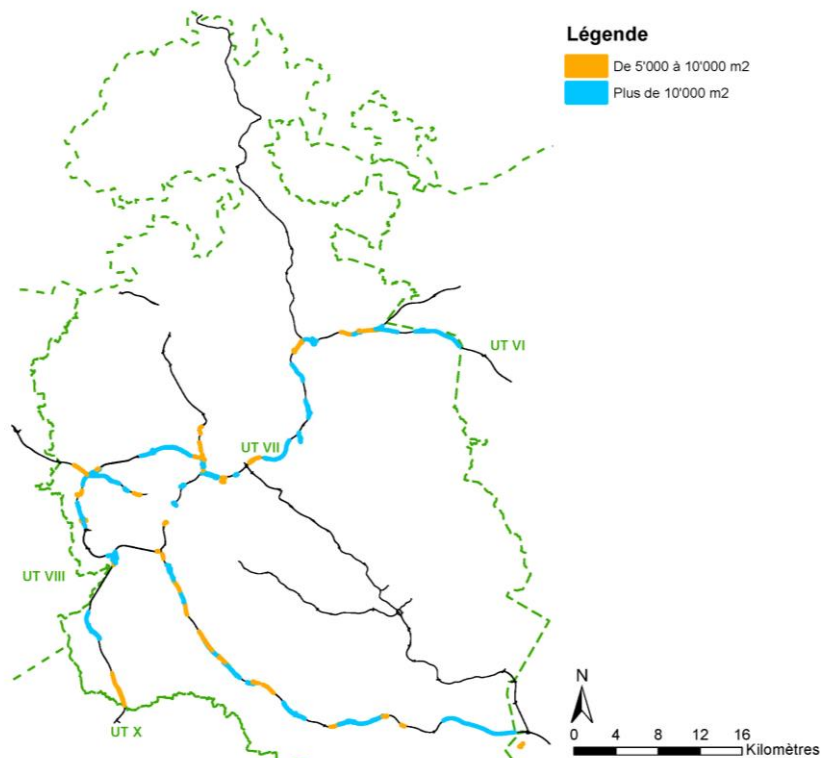 Légende
De 5'000 à 10'000 m2
Plus de 10'000 m2
UT VI
UT VII
UT VIII
UT X
N
0 4 8 12 16
Kilomètres